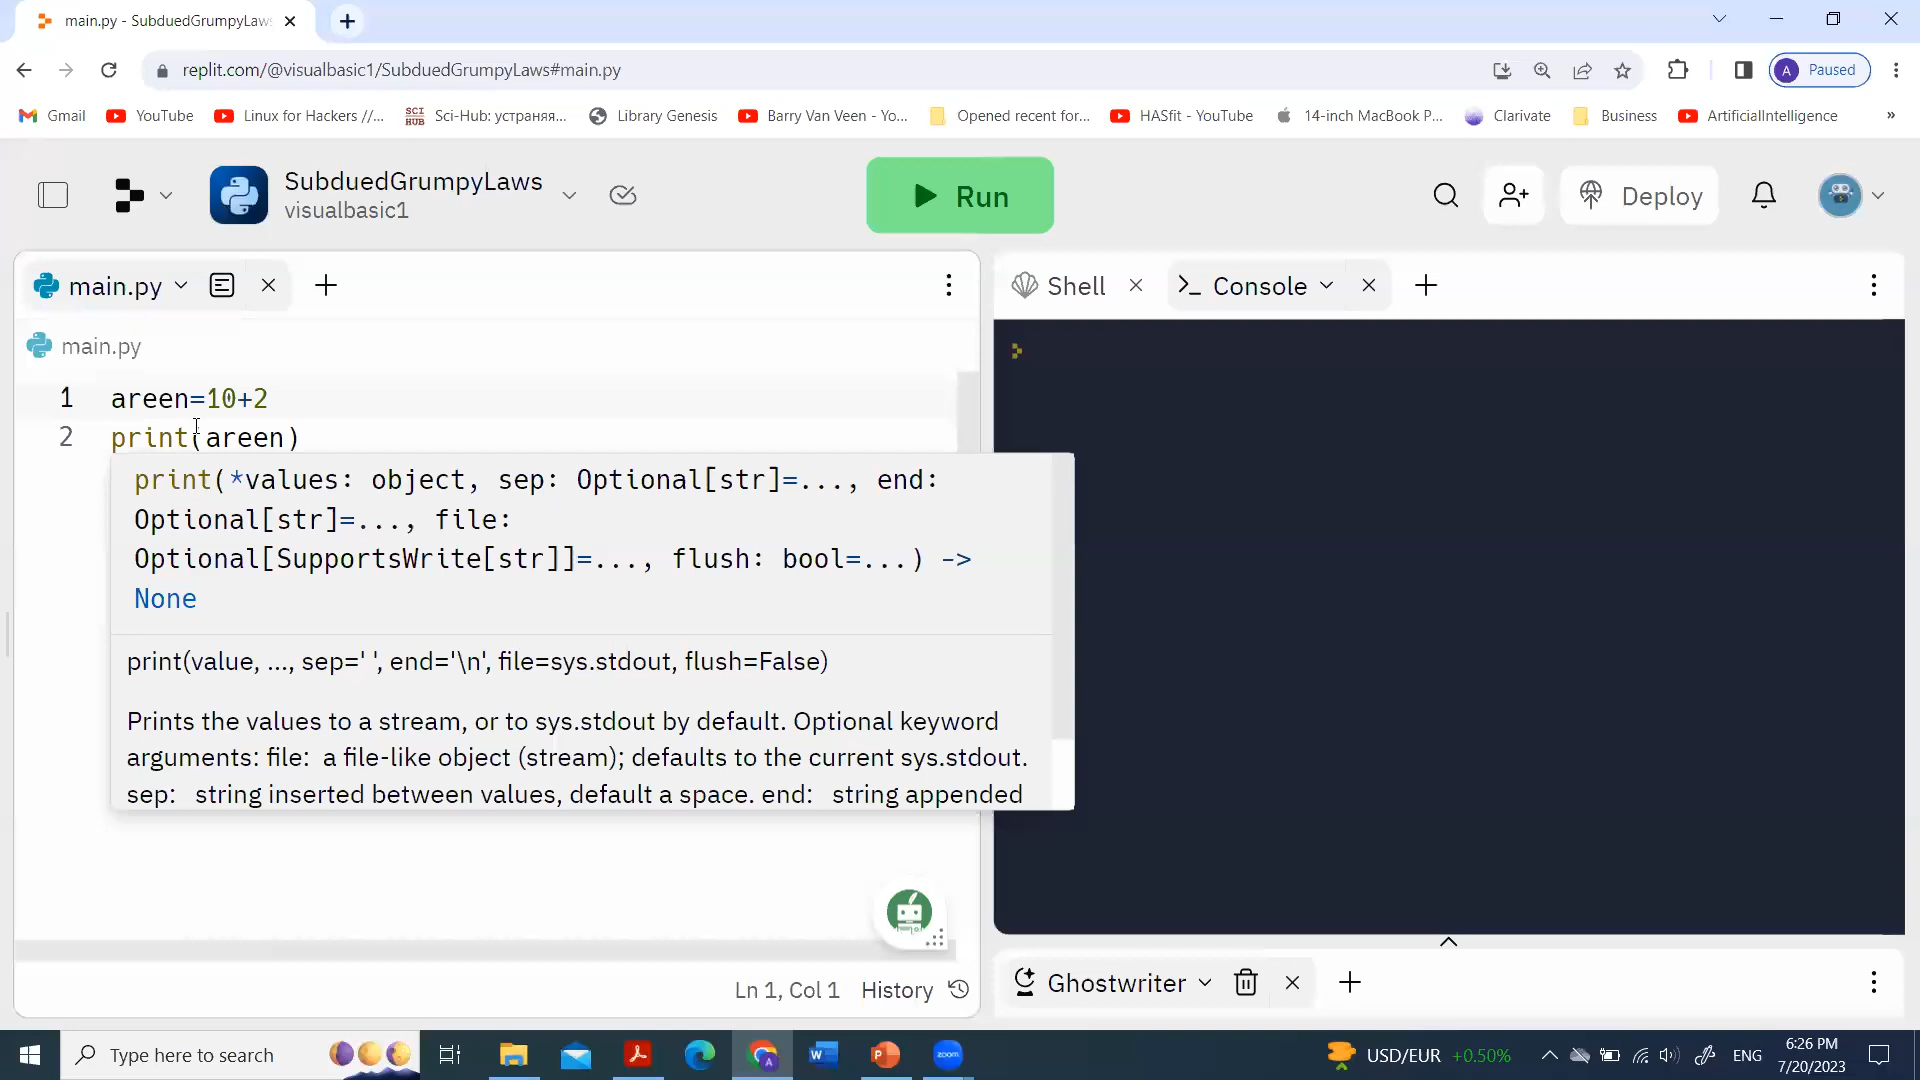 main.py - SubduedGrumpyLaws
replit.com/@visualbasic1/SubduedGrumpyLaws#main.py
A Paused
Gmail YouTube Linux for Hackers //... SCI HUB Sci-Hub: устраняя... Library Genesis Barry Van Veen - Yo... Opened recent for... HASfit - YouTube 14-inch MacBook P... Clarivate Business ArtificialIntelligence »
SubduedGrumpyLaws
visualbasic1
Run
Deploy
main.py
Shell
Console
main.py
1 areen=10+2
2 print(areen)
print(*values: object, sep: Optional[str]=..., end:
Optional[str]=..., file:
Optional[SupportsWrite[str]]=..., flush: bool=...) ->
None
print(value, ..., sep=' ', end='\n', file=sys.stdout, flush=False)
Prints the values to a stream, or to sys.stdout by default. Optional keyword
arguments: file: a file-like object (stream); defaults to the current sys.stdout.
sep: string inserted between values, default a space. end: string appended
Ln 1, Col 1 History
Ghostwriter
Type here to search
zoom
USD/EUR +0.50%
ENG
6:26 PM
7/20/2023